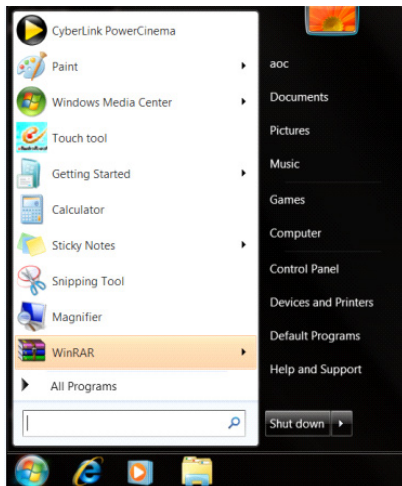 CyberLink PowerCinema
Paint
Windows Media Center
Touch tool
Getting Started
Calculator
Sticky Notes
Snipping Tool
Magnifier
WinRAR
All Programs
aoc
Documents
Pictures
Music
Games
Computer
Control Panel
Devices and Printers
Default Programs
Help and Support
Shut down